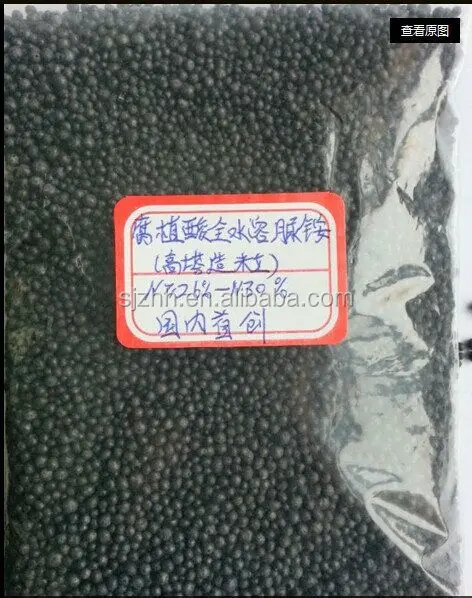 查看原图
腐植酸全水溶脲铵
(高塔造粒)
N≥26%-N30%
国内首创
sjzhn.en.alibaba.com